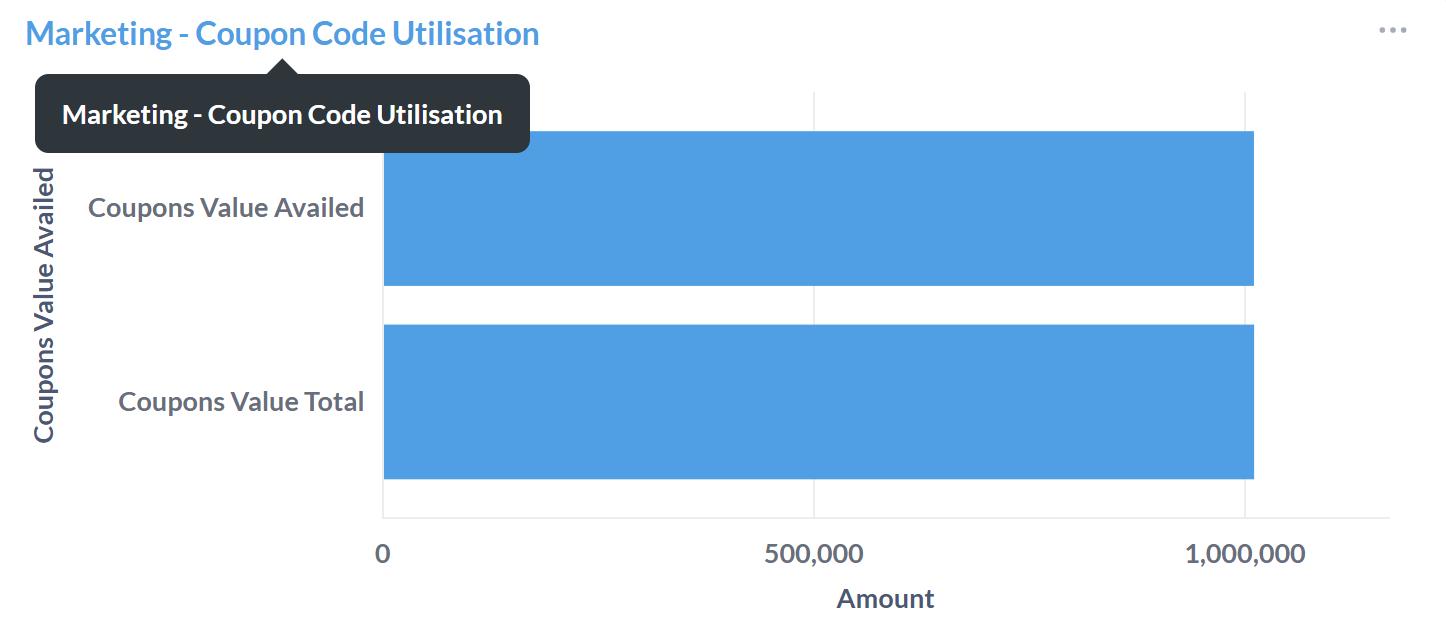 Marketing - Coupon Code Utilisation
Marketing - Coupon Code Utilisation
Coupons Value Availed
Coupons Value Availed
Coupons Value Total
0
500,000
1,000,000
Amount